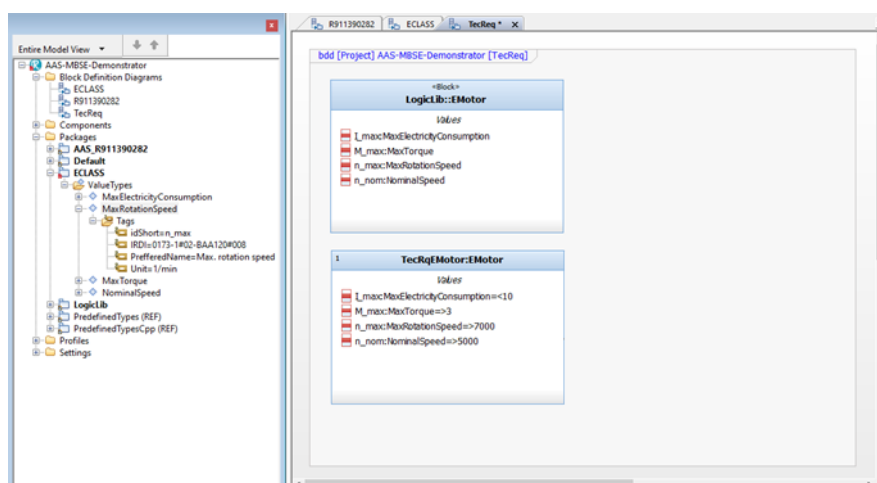 Entire Model View
AAS-MBSE-Demonstrator
Block Definition Diagrams
ECLASS
R911390282
TecReq
Components
Packages
AAS_R911390282
Default
ECLASS
ValueTypes
MaxElectricityConsumption
MaxRotationSpeed
Tags
idShort=n_max
IRDI=0173-1#02-BAA120#008
PrefferedName=Max. rotation speed
Unit=1/min
MaxTorque
NominalSpeed
LogicLib
PredefinedTypes (REF)
PredefinedTypesCpp (REF)
Profiles
Settings
R911390282
ECLASS
TecReq *
bdd [Project] AAS-MBSE-Demonstrator [TecReq]
«Block»
LogicLib::EMotor
Values
I_max:MaxElectricityConsumption
M_max:MaxTorque
n_max:MaxRotationSpeed
n_nom:NominalSpeed
1
TecRqEMotor:EMotor
Values
I_max:MaxElectricityConsumption=<10
M_max:MaxTorque=>3
n_max:MaxRotationSpeed=>7000
n_nom:NominalSpeed=>5000